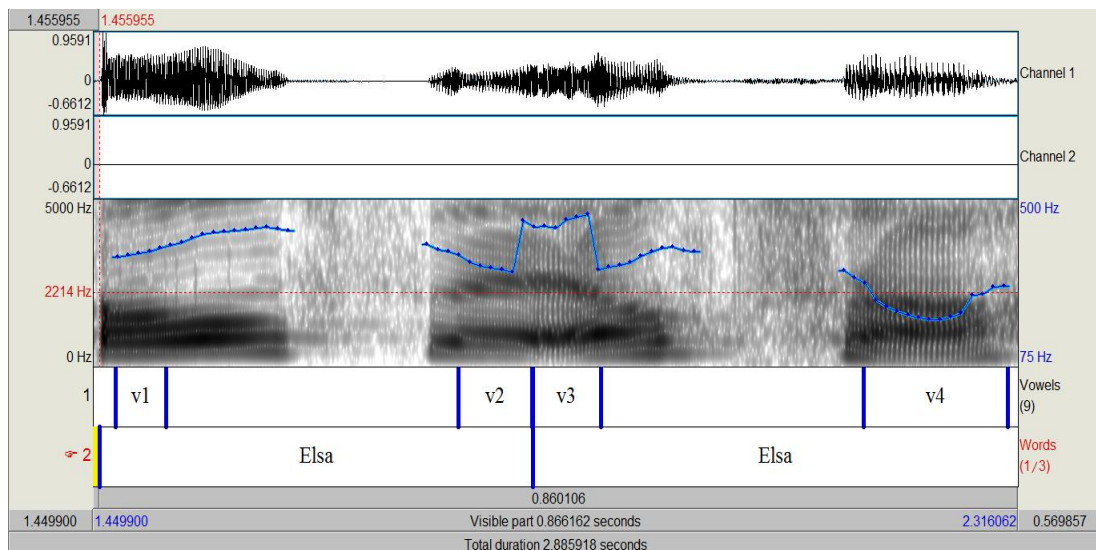 1.455955 1.455955
0.9591
0
-0.6612
Channel 1
0.9591
0
-0.6612
Channel 2
5000 Hz 500 Hz
2214 Hz
0 Hz 75 Hz
1 v1 v2 v3 v4 Vowels
(9)
☞ 2 Elsa Elsa Words
(1/3)
0.860106
1.449900 1.449900 Visible part 0.866162 seconds 2.316062 0.569857
Total duration 2.885918 seconds